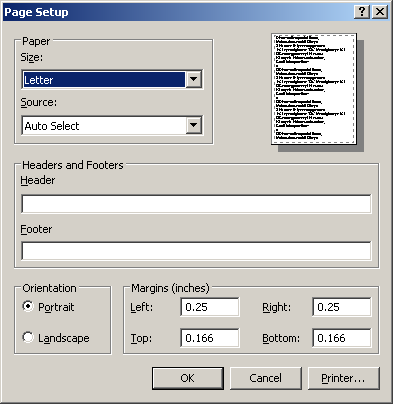 Page Setup
Paper
Size:
Letter
Source:
Auto Select
Headers and Footers
Header
Footer
Orientation
Portrait
Landscape
Margins (inches)
Left: 0.25 Right: 0.25
Top: 0.166 Bottom: 0.166
OK Cancel Printer...